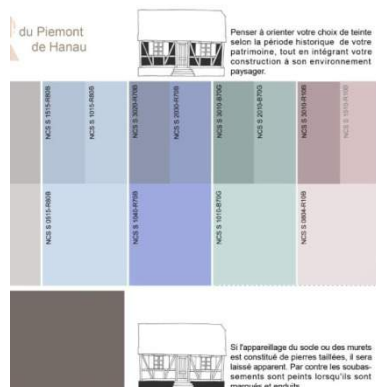 du Piemont
de Hanau
Penser à orienter votre choix de teinte
selon la période historique de votre
patrimoine, tout en intégrant votre
construction à son environnement
paysager.
NCS S 1515-R80B
NCS S 1015-R80B
NCS S 3020-R70B
NCS S 2030-R70B
NCS S 3010-B70G
NCS S 2010-B70G
NCS S 3010-R10B
NCS S 1510-R10B
NCS S 0515-R80B
NCS S 1040-R70B
NCS S 1015-B70G
NCS S 0804-R10B
Si l'appareillage du socle ou des murets
est constitué de pierres taillées, il sera
laissé apparent. Par contre les soubas-
sements sont peints lorsqu'ils sont
marqués et enduits